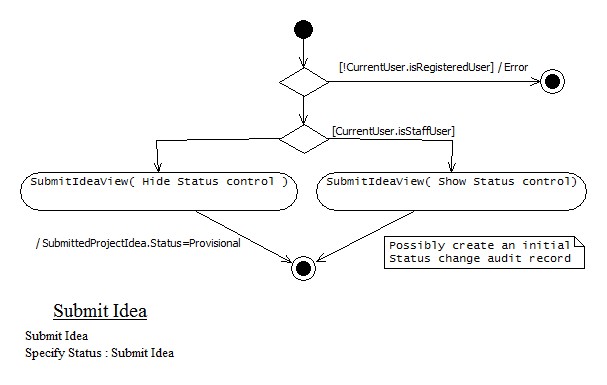 [!CurrentUser.isRegisteredUser] / Error
[CurrentUser.isStaffUser]
SubmitIdeaView( Hide Status control )
SubmitIdeaView( Show Status control)
/ SubmittedProjectIdea.Status=Provisional
Possibly create an initial
Status change audit record
Submit Idea
Submit Idea
Specify Status : Submit Idea